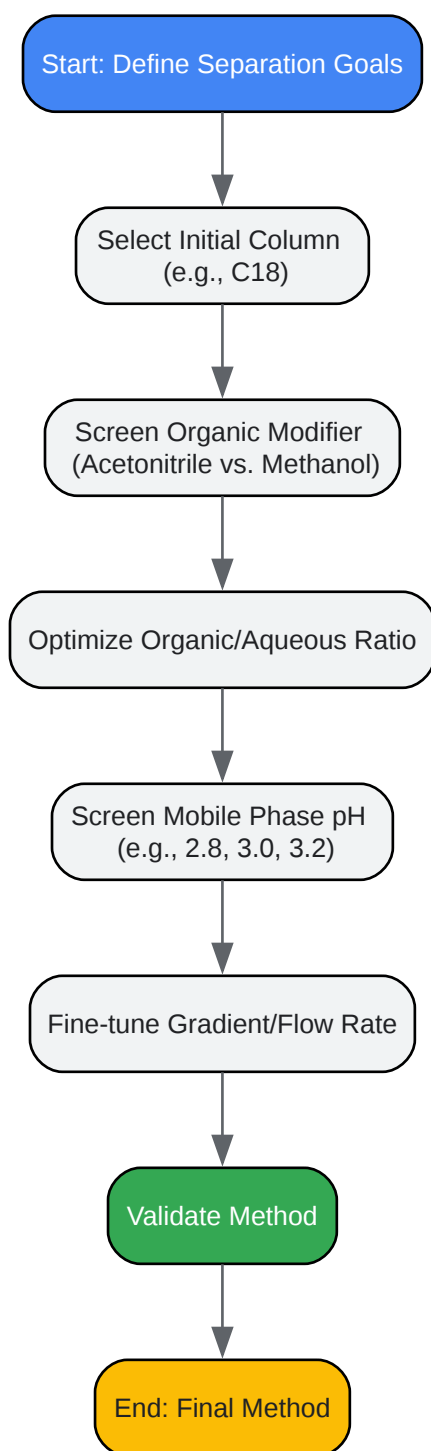 Start: Define Separation Goals
Select Initial Column
(e.g., C18)
Screen Organic Modifier
(Acetonitrile vs. Methanol)
Optimize Organic/Aqueous Ratio
Screen Mobile Phase pH
(e.g., 2.8, 3.0, 3.2)
Fine-tune Gradient/Flow Rate
Validate Method
End: Final Method